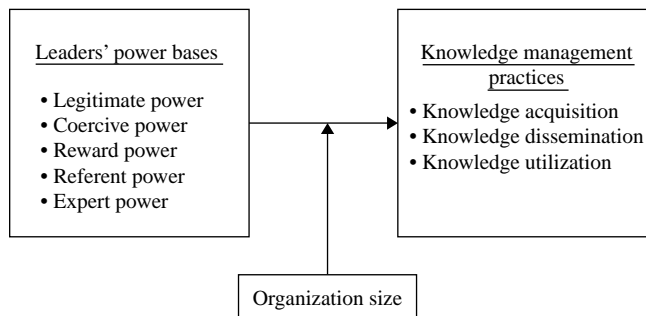 Leaders’ power bases
• Legitimate power
• Coercive power
• Reward power
• Referent power
• Expert power
Knowledge management
practices
• Knowledge acquisition
• Knowledge dissemination
• Knowledge utilization
Organization size